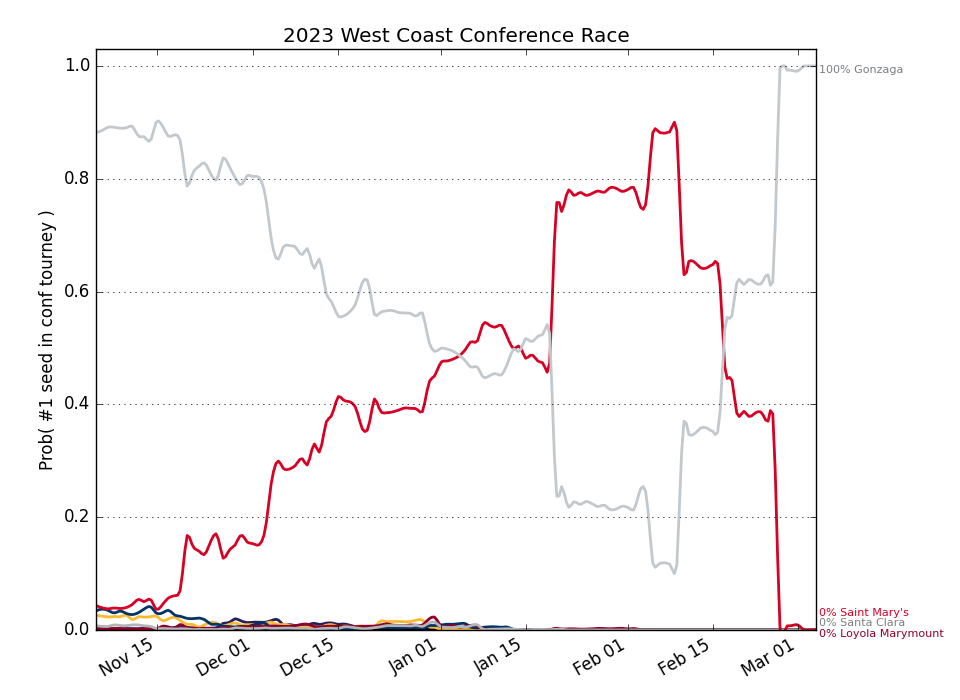 2023 West Coast Conference Race
Prob( #1 seed in conf tourney )
1.0
0.8
0.6
0.4
0.2
0.0
Nov 15
Dec 01
Dec 15
Jan 01
Jan 15
Feb 01
Feb 15
Mar 01
100% Gonzaga
0% Saint Mary's
0% Santa Clara
0% Loyola Marymount